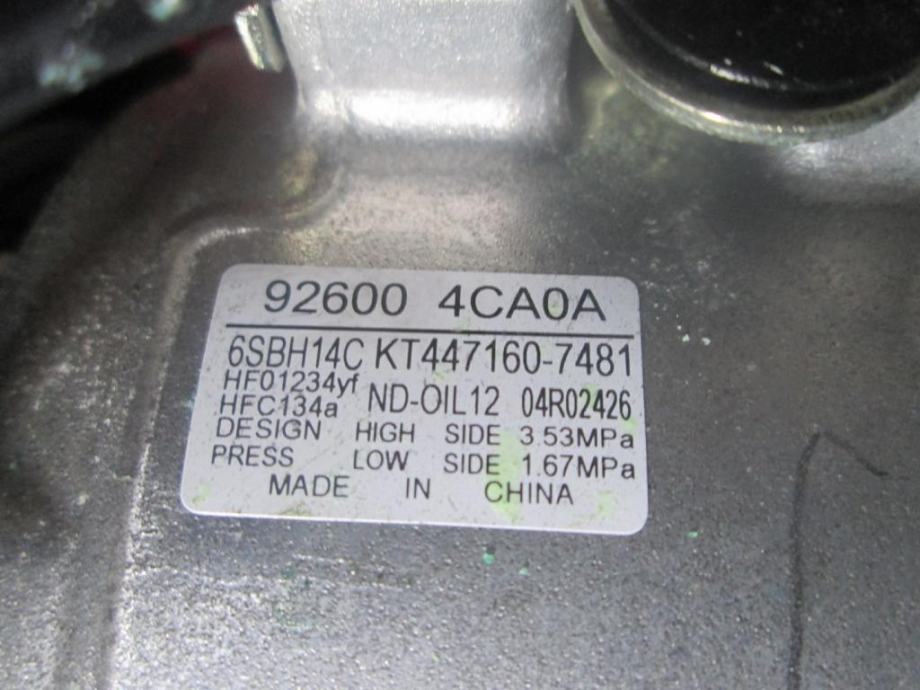 92600 4CA0A
6SBH14C KT447160-7481
HF01234yf
HFC134a ND-OIL12 04R02426
DESIGN HIGH SIDE 3.53MPa
PRESS LOW SIDE 1.67MPa
MADE IN CHINA